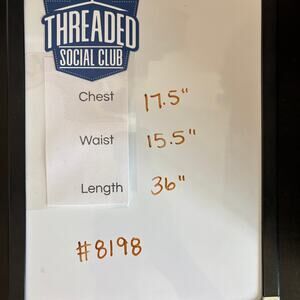 THREADED
SOCIAL CLUB
Chest 17.5"
Waist 15.5"
Length 36"
#8198